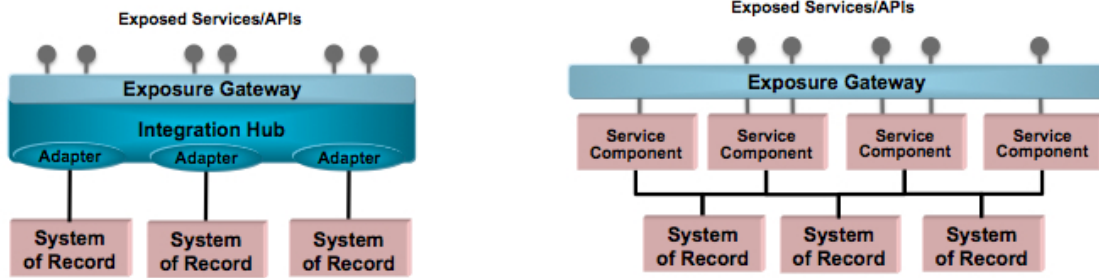 Exposed Services/APIs
Exposure Gateway
Integration Hub
Adapter
Adapter
Adapter
System
of Record
System
of Record
System
of Record
Exposed Services/APIs
Exposure Gateway
Service
Component
Service
Component
Service
Component
Service
Component
System
of Record
System
of Record
System
of Record